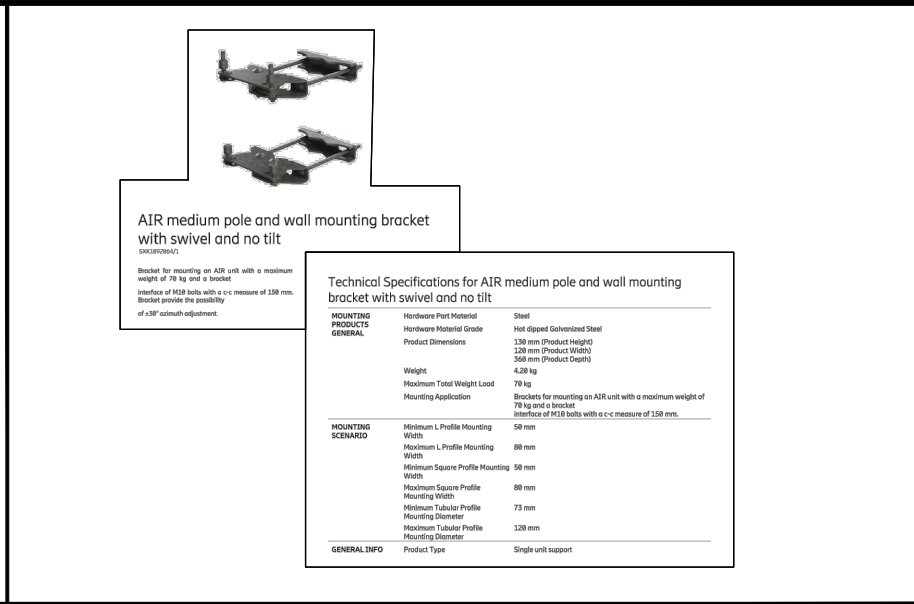 AIR medium pole and wall mounting bracket
with swivel and no tilt
SXK1092064/1
Bracket for mounting an AIR unit with a maximum
weight of 70 kg and a bracket
interface of M10 bolts with a c-c measure of 150 mm.
Bracket provide the possibility
of ±30° azimuth adjustment.
Technical Specifications for AIR medium pole and wall mounting
bracket with swivel and no tilt
MOUNTING PRODUCTS GENERAL
Hardware Part Material Steel
Hardware Material Grade Hot dipped Galvanized Steel
Product Dimensions 130 mm (Product Height)
120 mm (Product Width)
360 mm (Product Depth)
Weight 4.20 kg
Maximum Total Weight Load 70 kg
Mounting Application Brackets for mounting an AIR unit with a maximum weight of
70 kg and a bracket
interface of M10 bolts with a c-c measure of 150 mm.
MOUNTING SCENARIO
Minimum L Profile Mounting Width 50 mm
Maximum L Profile Mounting Width 80 mm
Minimum Square Profile Mounting Width 50 mm
Maximum Square Profile Mounting Width 80 mm
Minimum Tubular Profile Mounting Diameter 73 mm
Maximum Tubular Profile Mounting Diameter 120 mm
GENERAL INFO Product Type Single unit support